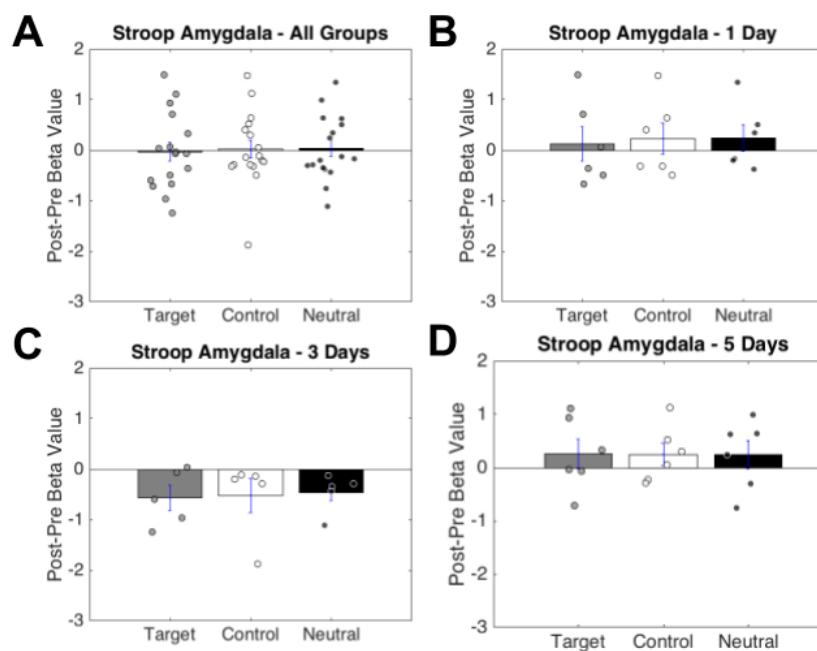 A
Stroop Amygdala - All Groups
Post-Pre Beta Value
2
1
0
-1
-2
-3
Target Control Neutral
B
Stroop Amygdala - 1 Day
Post-Pre Beta Value
2
1
0
-1
-2
-3
Target Control Neutral
C
Stroop Amygdala - 3 Days
Post-Pre Beta Value
2
1
0
-1
-2
-3
Target Control Neutral
D
Stroop Amygdala - 5 Days
Post-Pre Beta Value
2
1
0
-1
-2
-3
Target Control Neutral